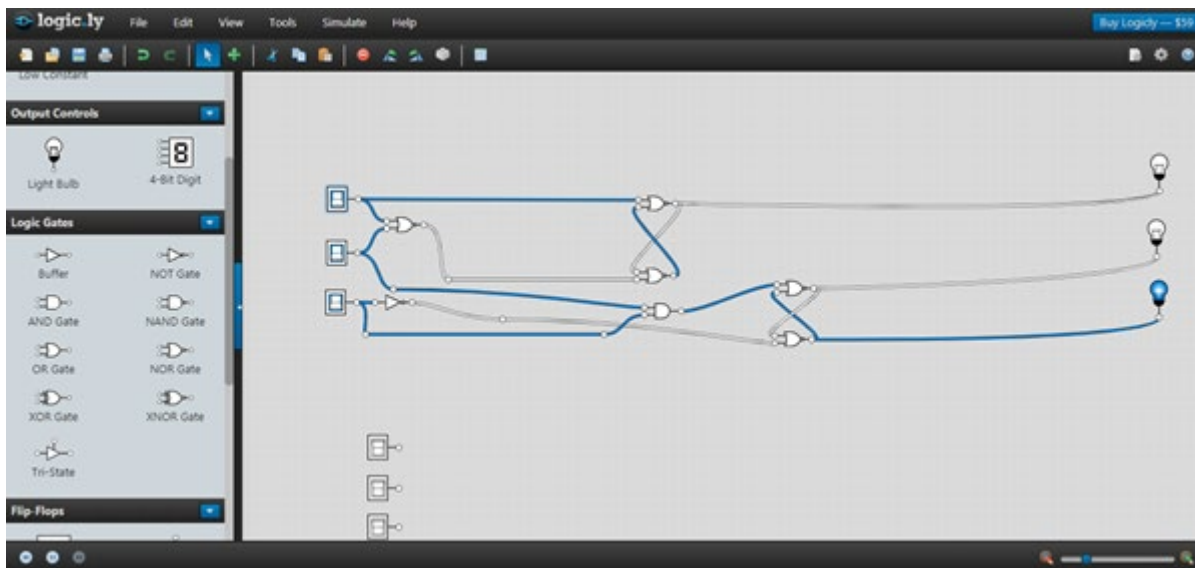 logic.ly File Edit View Tools Simulate Help Buy Logicly — $59
Low Constant
Output Controls
Light Bulb 4-Bit Digit
Logic Gates
Buffer NOT Gate
AND Gate NAND Gate
OR Gate NOR Gate
XOR Gate XNOR Gate
Tri-State
Flip-Flops